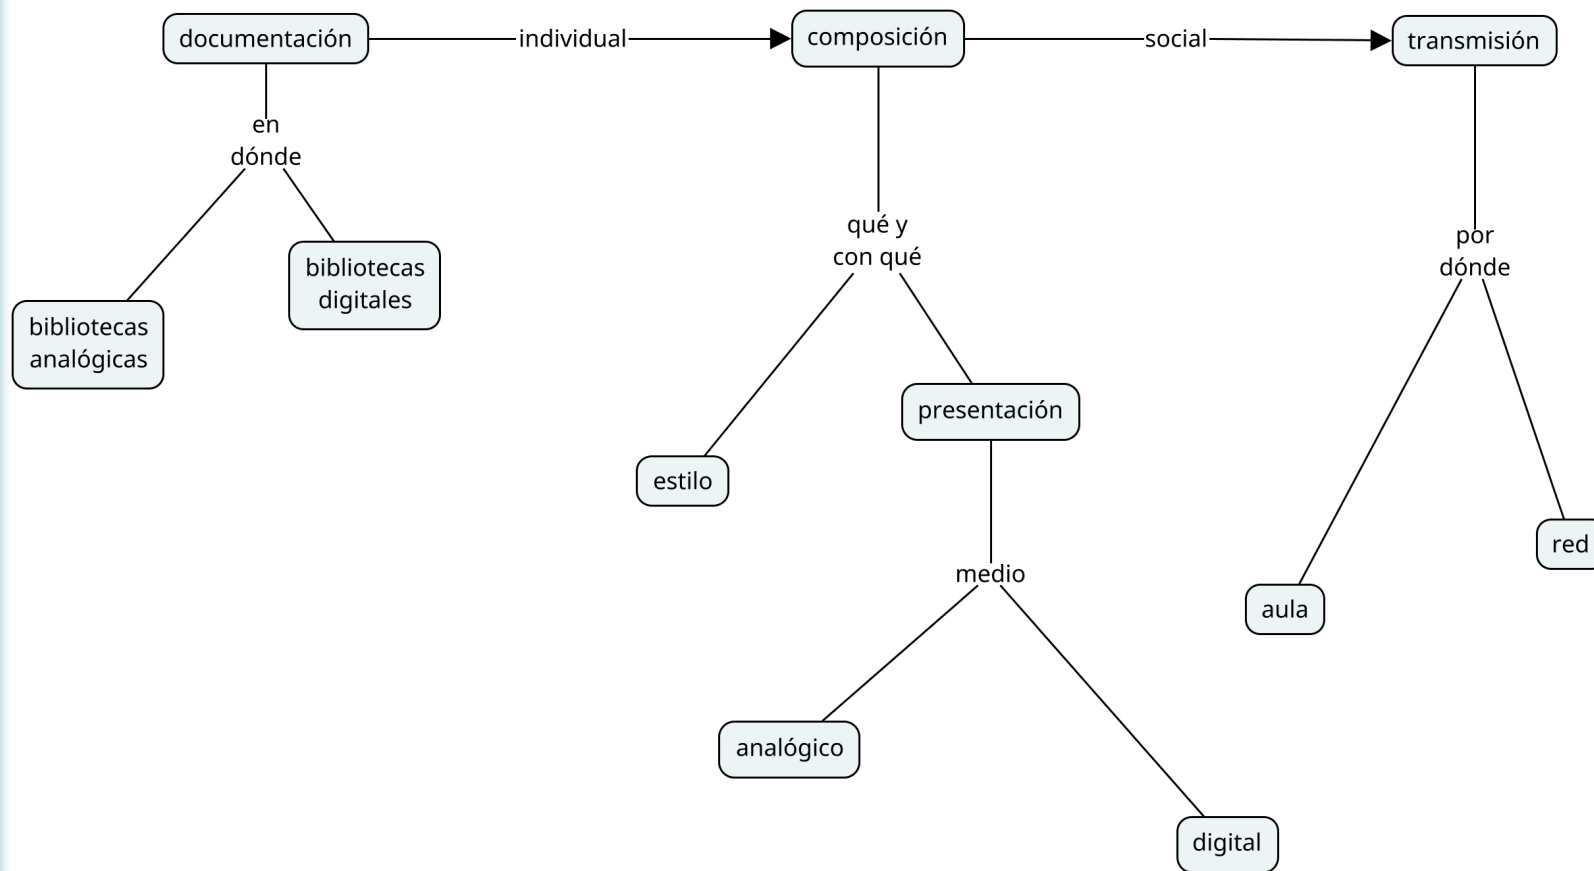 documentación
individual
composición
social
transmisión
en
dónde
bibliotecas
analógicas
bibliotecas
digitales
qué y
con qué
estilo
presentación
medio
analógico
digital
por
dónde
aula
red